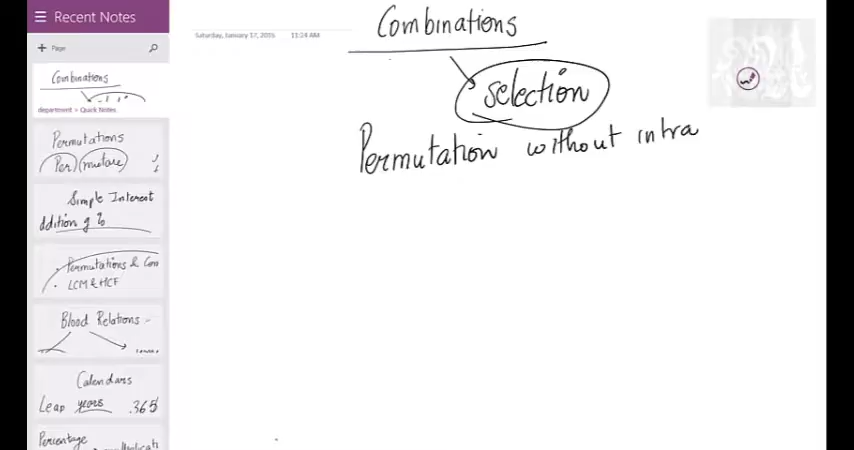 Recent Notes
Page
Combinations
department » Quick Notes
Permutations
(Per) (mutare)
Simple Interest
ddition g %
Permutations & Com
LCM & HCF
Blood Relations
Calendars
Leap years .365
Percentage
Saturday, January 17, 2015 11:24 AM
Combinations
selection
Permutation without intra